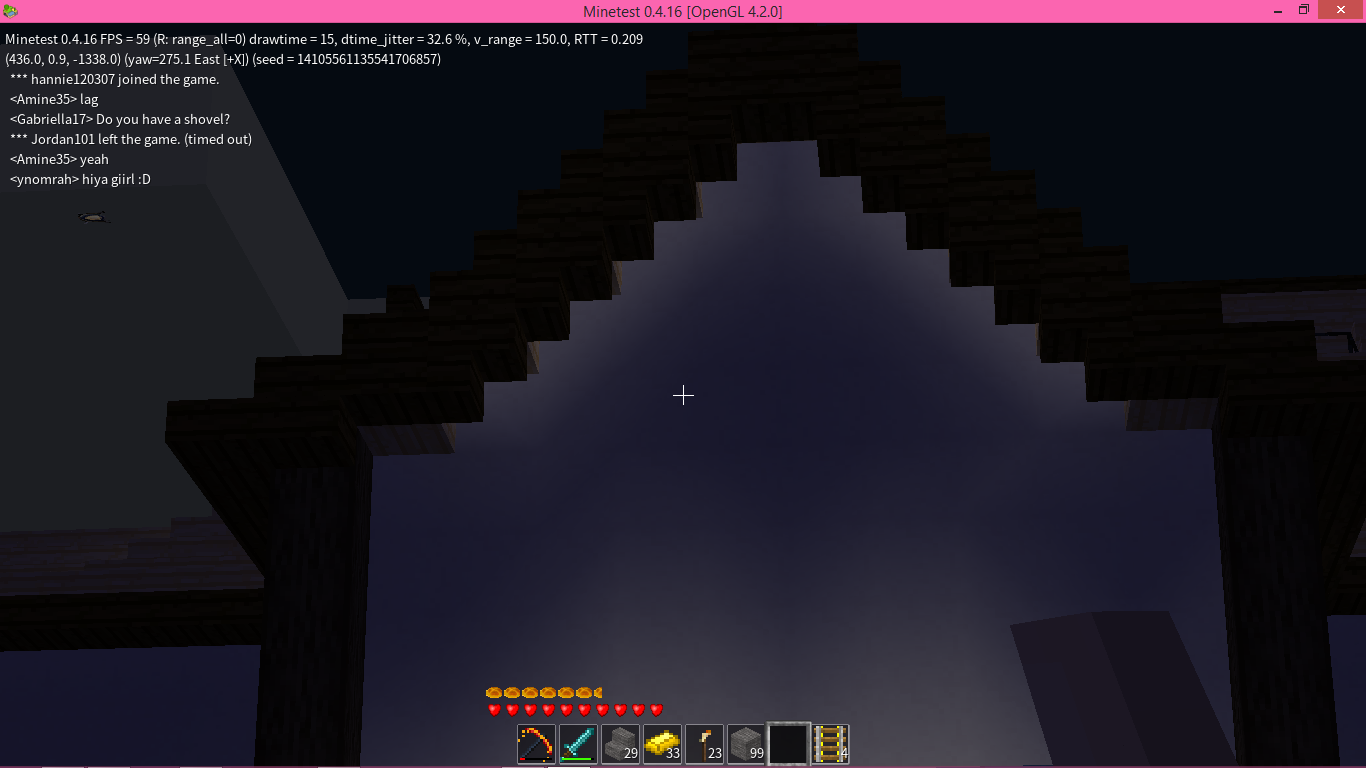 Minetest 0.4.16 [OpenGL 4.2.0]
Minetest 0.4.16 FPS = 59 (R: range_all=0) drawtime = 15, dtime_jitter = 32.6 %, v_range = 150.0, RTT = 0.209
(436.0, 0.9, -1338.0) (yaw=275.1 East [+X]) (seed = 14105561135541706857)
*** hannie120307 joined the game.
<Amine35> lag
<Gabriella17> Do you have a shovel?
*** Jordan101 left the game. (timed out)
<Amine35> yeah
<ynomrah> hiya giirl :D
29 33 23 99 4